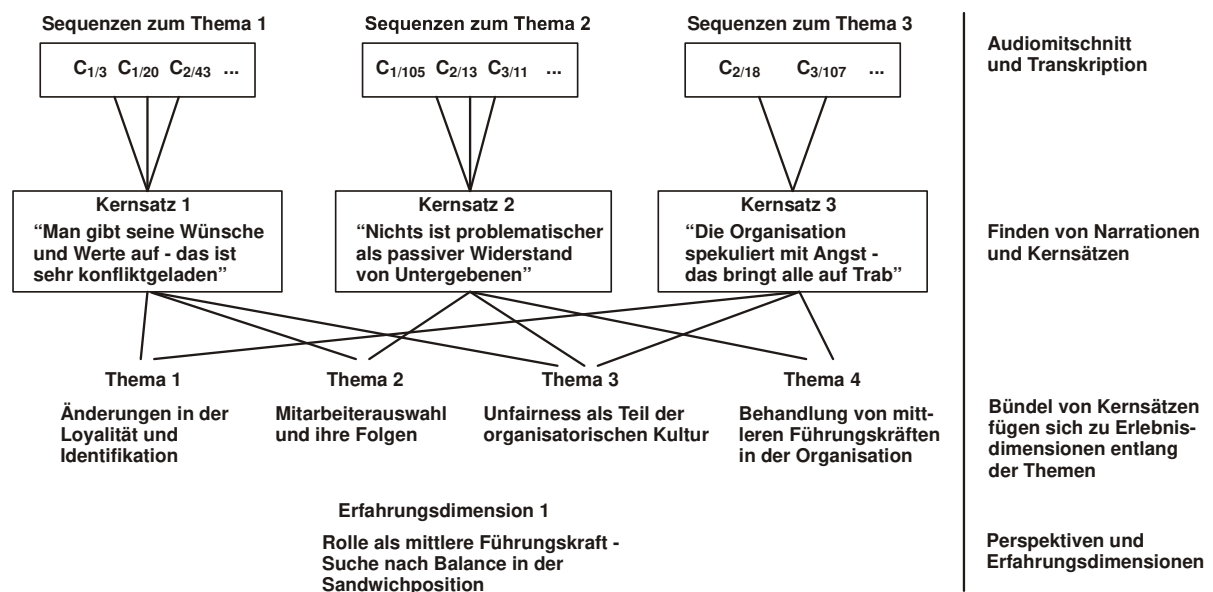 Sequenzen zum Thema 1
Sequenzen zum Thema 2
Sequenzen zum Thema 3
Audiomitschnitt
und Transkription
C1/3 C1/20 C2/43 ...
C1/105 C2/13 C3/11 ...
C2/18 C3/107 ...
Kernsatz 1
“Man gibt seine Wünsche
und Werte auf - das ist
sehr konfliktgeladen”
Kernsatz 2
“Nichts ist problematischer
als passiver Widerstand
von Untergebenen”
Kernsatz 3
“Die Organisation
spekuliert mit Angst -
das bringt alle auf Trab”
Finden von Narrationen
und Kernsätzen
Thema 1
Änderungen in der
Loyalität und
Identifikation
Thema 2
Mitarbeiterauswahl
und ihre Folgen
Thema 3
Unfairness als Teil der
organisatorischen Kultur
Thema 4
Behandlung von mitt-
leren Führungskräften
in der Organisation
Bündel von Kernsätzen
fügen sich zu Erlebnis-
dimensionen entlang
der Themen
Erfahrungsdimension 1
Rolle als mittlere Führungskraft -
Suche nach Balance in der
Sandwichposition
Perspektiven und
Erfahrungsdimensionen